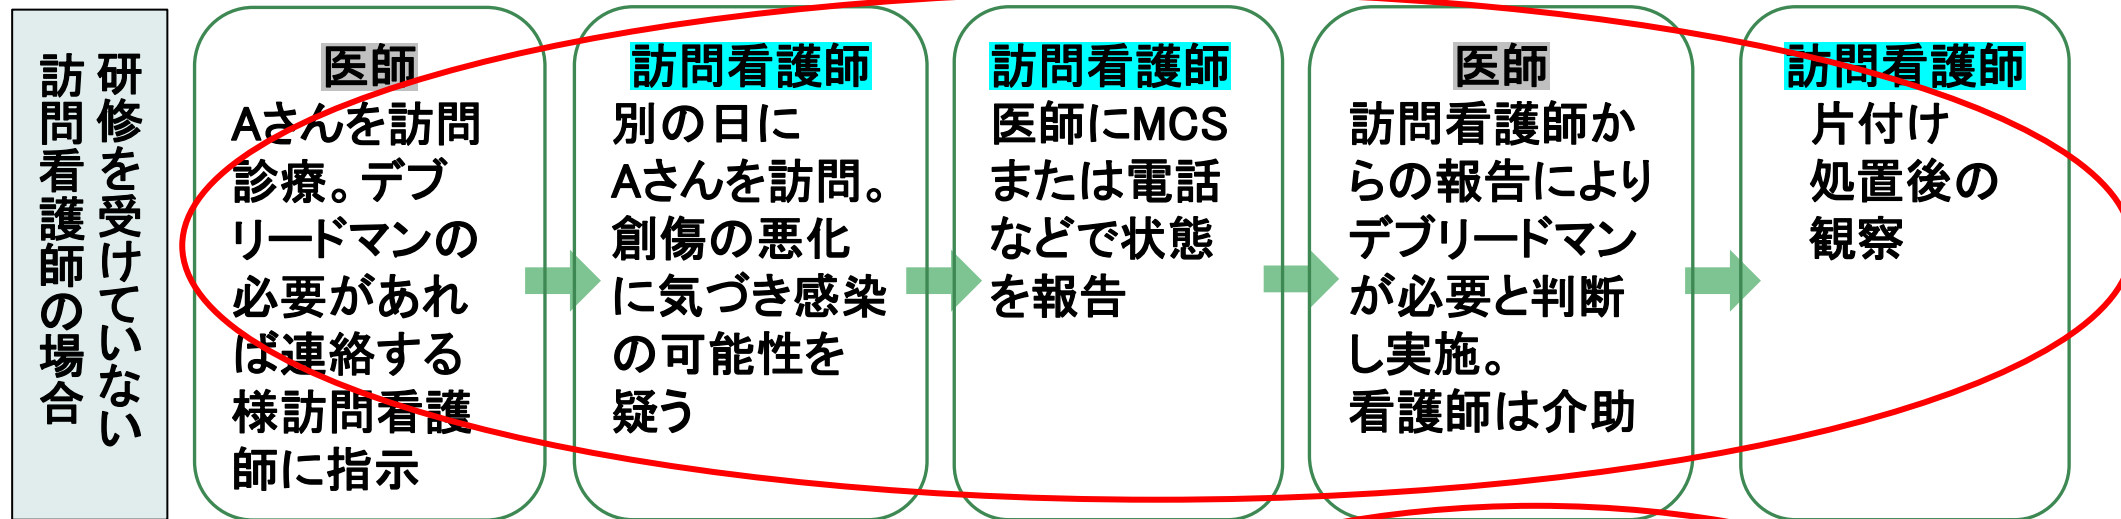 研修を受けていない
訪問看護師の場合
医師
Aさんを訪問
診療。デブ
リードマンの
必要があれ
ば連絡する
様訪問看護
師に指示
訪問看護師
別の日に
Aさんを訪問。
創傷の悪化
に気づき感染
の可能性を
疑う
訪問看護師
医師にMCS
または電話
などで状態
を報告
医師
訪問看護師か
らの報告により
デブリードマン
が必要と判断
し実施。
看護師は介助
訪問看護師
片付け
処置後の
観察